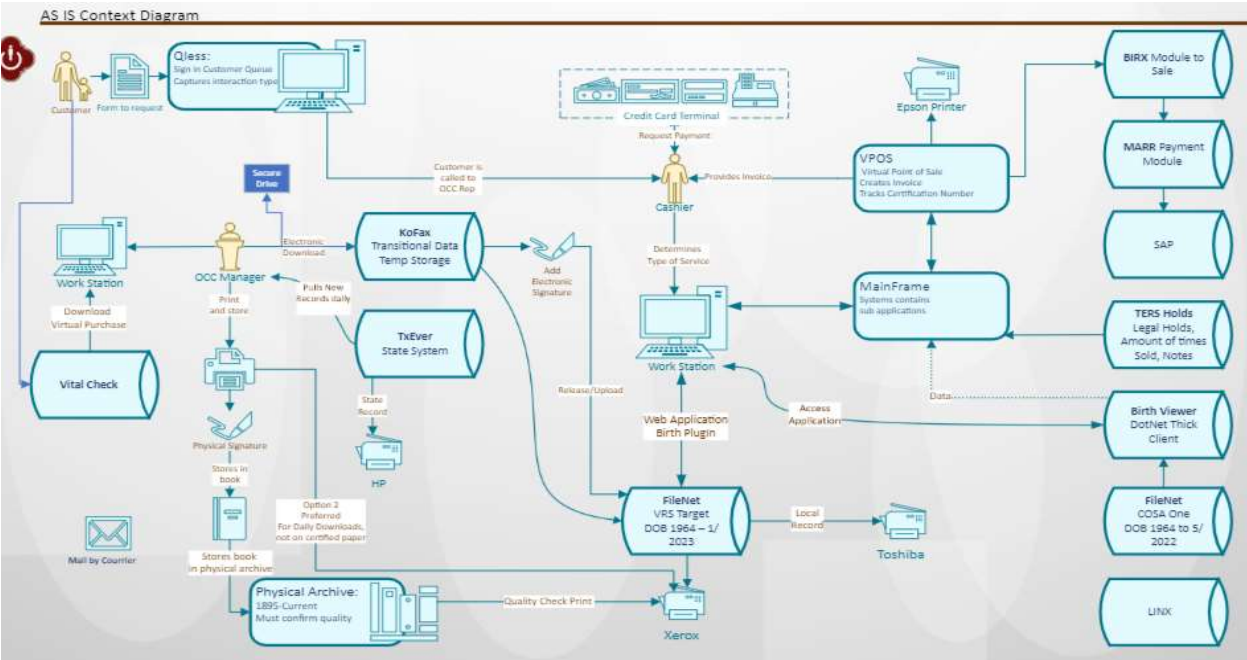 AS IS Context Diagram
Qless:
Sign in Customer Queue
Captures interaction type
Customer
Form to request
Credit Card Terminal
Request Payment
Epson Printer
BIRX Module to
Sale
Customer is
called to
OCC Rep
Cashier
Provides Invoice
VPOS
Virtual Point of Sale
Creates Invoice
Tracks Certification Number
MARR Payment
Module
Secure
Drive
Work Station
OCC Manager
Electronic
Download
KoFax
Transitional Data
Temp Storage
Add
Electronic
Signature
Determines
Type of Service
SAP
Download
Virtual Purchase
Print
and store
Pulls New
Records daily
TxEver
State System
MainFrame
Systems contains
sub applications
TERS Holds
Legal Holds,
Amount of times
Sold, Notes
Vital Check
Work Station
State
Record
HP
Release/Upload
Web Application
Birth Plugin
Access
Application
Data
Birth Viewer
DotNet Thick
Client
Physical Signature
Stores in
book
Option 2
Preferred
For Daily Downloads,
not on certified paper
FileNet
VRS Target
DOB 1964 – 1/
2023
Local
Record
Toshiba
FileNet
COSA One
DOB 1964 to 5/
2022
Mail by Courrier
Stores book
in physical archive
Physical Archive:
1895-Current
Must confirm quality
Quality Check Print
Xerox
LINX